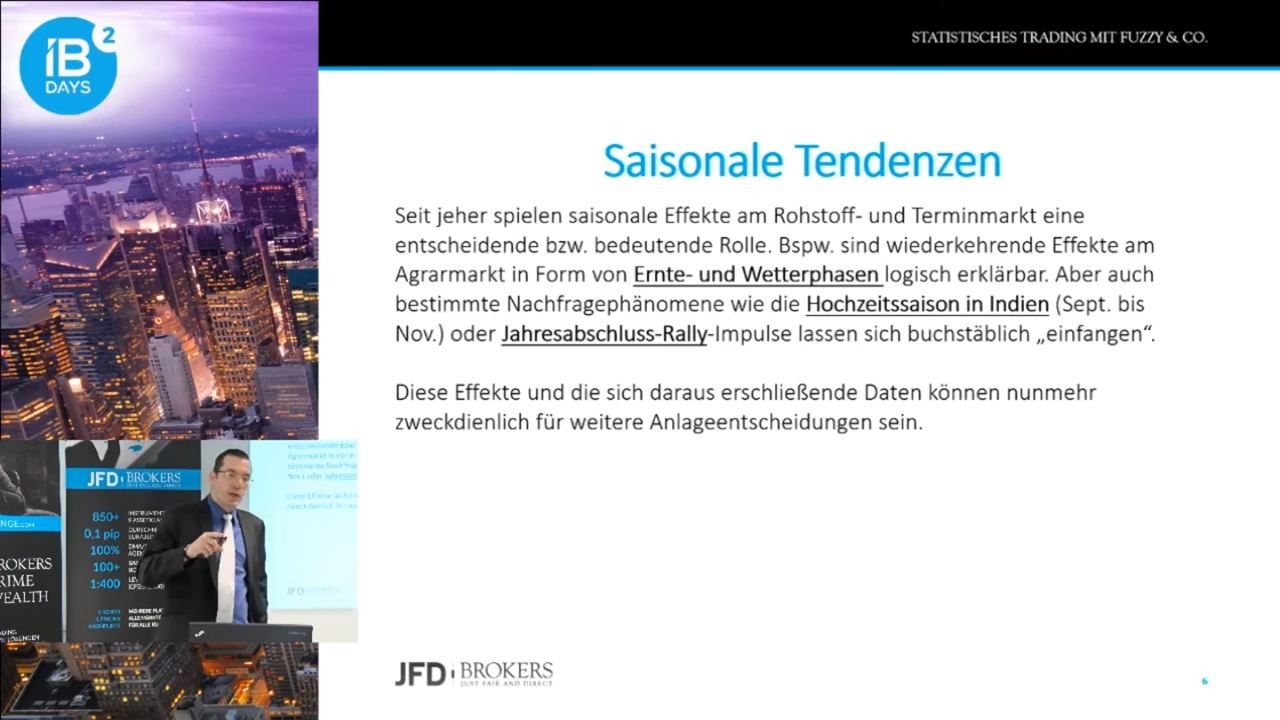 IB 2
DAYS
STATISTISCHES TRADING MIT FUZZY & CO.
Saisonale Tendenzen
Seit jeher spielen saisonale Effekte am Rohstoff- und Terminmarkt eine
entscheidende bzw. bedeutende Rolle. Bspw. sind wiederkehrende Effekte am
Agrarmarkt in Form von Ernte- und Wetterphasen logisch erklärbar. Aber auch
bestimmte Nachfragephänomene wie die Hochzeitssaison in Indien (Sept. bis
Nov.) oder Jahresabschluss-Rally-Impulse lassen sich buchstäblich „einfangen“.
Diese Effekte und die sich daraus erschließende Daten können nunmehr
zweckdienlich für weitere Anlageentscheidungen sein.
JFD BROKERS
850+
0,1 pip
100%
100+
1:400
JFD BROKERS
JUST FAIR AND DIRECT
6